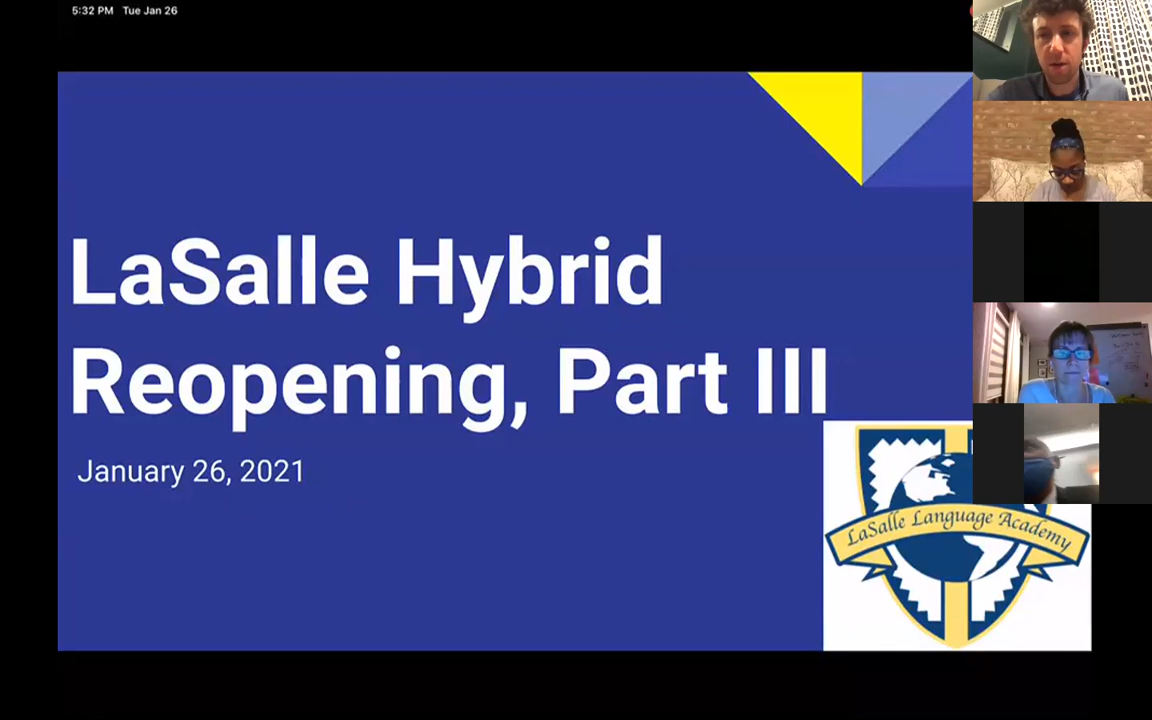 5:32 PM Tue Jan 26
LaSalle Hybrid
Reopening, Part III
January 26, 2021
LaSalle Language Academy